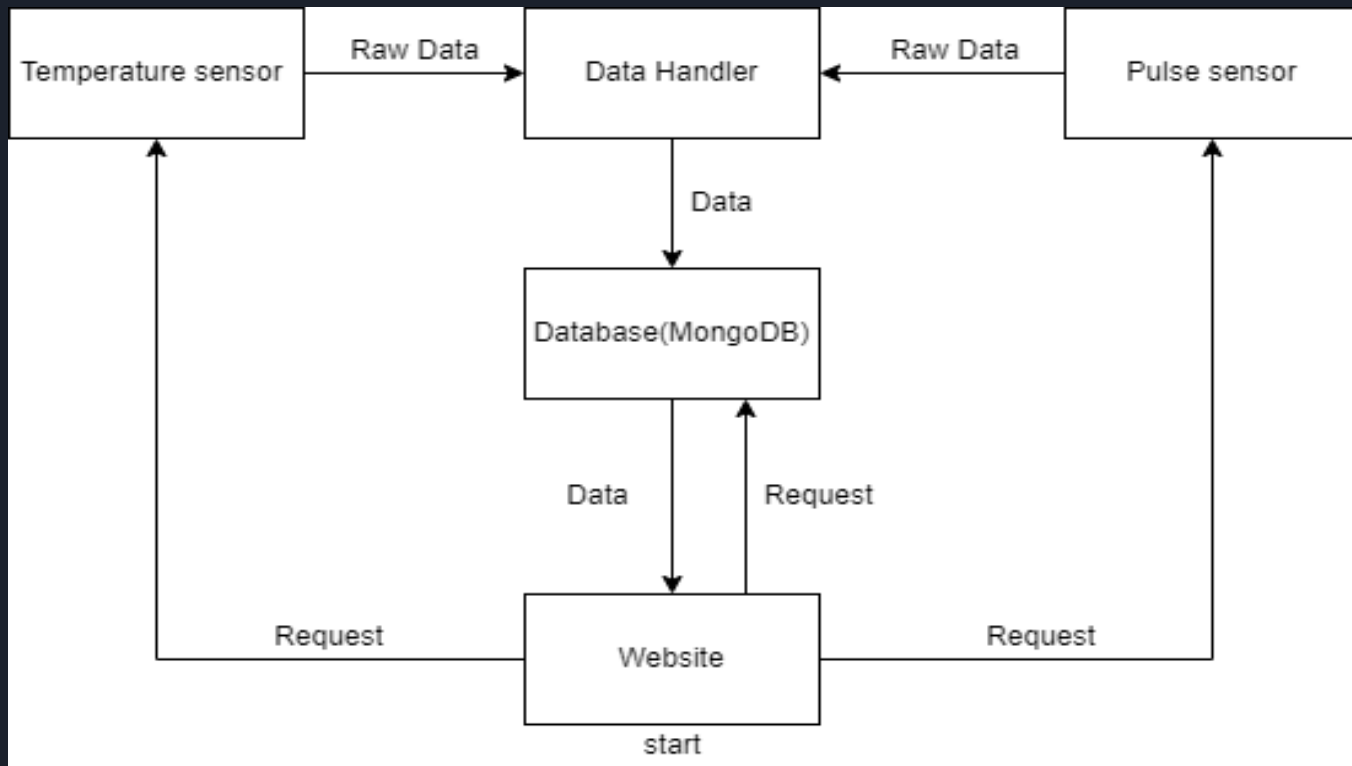 Temperature sensor
Raw Data
Data Handler
Raw Data
Pulse sensor
Data
Database(MongoDB)
Data
Request
Request
Website
Request
start